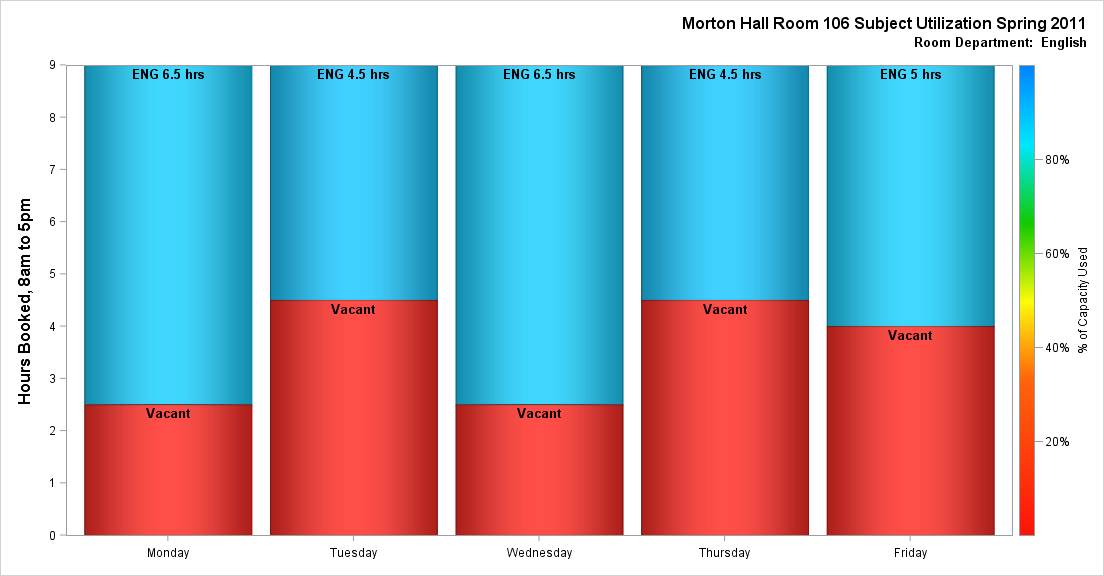 Morton Hall Room 106 Subject Utilization Spring 2011
Room Department:  English
Hours Booked, 8am to 5pm
9
8
7
6
5
4
3
2
1
0
ENG 6.5 hrs
Vacant
ENG 4.5 hrs
Vacant
ENG 6.5 hrs
Vacant
ENG 4.5 hrs
Vacant
ENG 5 hrs
Vacant
Monday
Tuesday
Wednesday
Thursday
Friday
80%
60%
40%
20%
% of Capacity Used